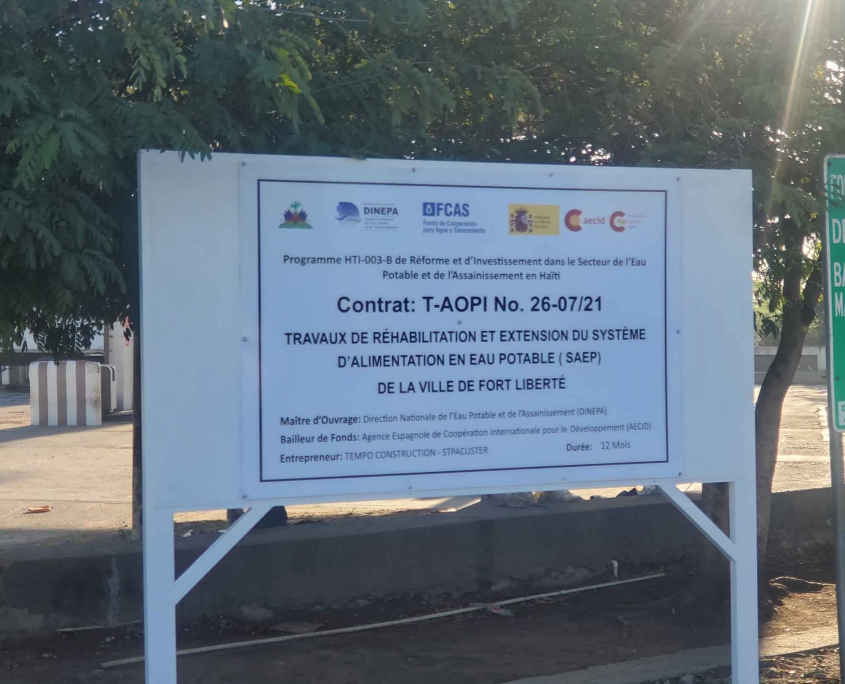 DINEPA
FCAS
Fondo de Cooperación
para Agua y Saneamiento
aecid
Programme HTI-003-B de Réforme et d'Investissement dans le Secteur de l'Eau
Potable et de l'Assainissement en Haïti
Contrat: T-AOPI No. 26-07/21
TRAVAUX DE RÉHABILITATION ET EXTENSION DU SYSTÈME
D'ALIMENTATION EN EAU POTABLE ( SAEP)
DE LA VILLE DE FORT LIBERTÉ
Maître d'Ouvrage: Direction Nationale de l'Eau Potable et de l'Assainissement (DINEPA)
Bailleur de Fonds: Agence Espagnole de Coopération Internationale pour le Développement (AECID)
Entrepreneur: TEMPO CONSTRUCTION - STPACUSTER Durée: 12 Mois